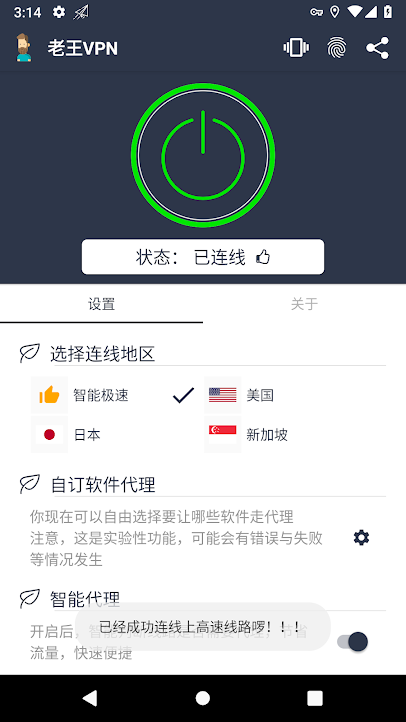 3:14
老王VPN
状态： 已连线
设置
关于
选择连线地区
智能极速
美国
日本
新加坡
自订软件代理
你现在可以自由选择要让哪些软件走代理
注意，这是实验性功能，可能会有错误与失败
等情况发生
智能代理
已经成功连线上高速线路啰！！！
开启后，
流量，快速便捷